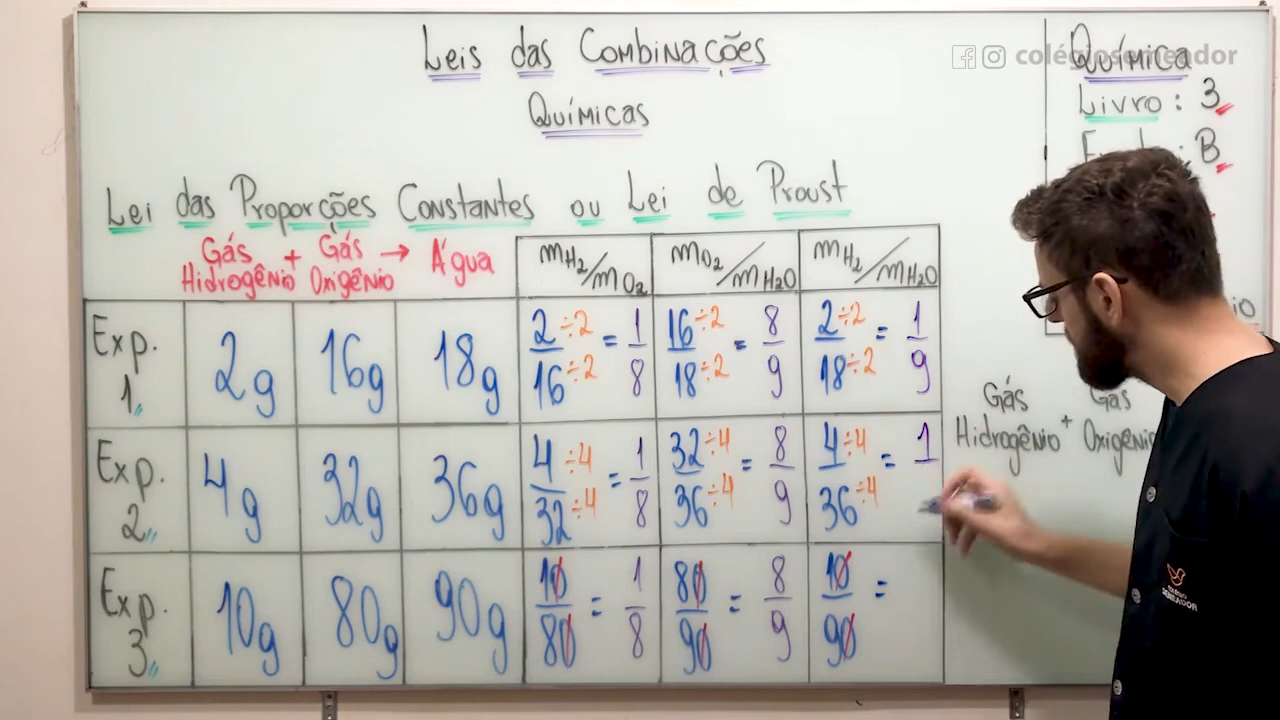 Leis das Combinações
Químicas
colégiosemeador
Química
Livro: 3
B
Lei das Proporções Constantes ou Lei de Proust
Gás Hidrogênio + Gás Oxigênio → Água
mH₂/mO₂ mO₂/mH₂O mH₂/mH₂O
Exp. 1 2g 16g 18g 2÷2/16÷2 = 1/8 16÷2/18÷2 = 8/9 2÷2/18÷2 = 1/9
Exp. 2 4g 32g 36g 4÷4/32÷4 = 1/8 32÷4/36÷4 = 8/9 4÷4/36÷4 = 1
Exp. 3 10g 80g 90g 10/80 = 1/8 80/90 = 8/9 10/90 =
Gás Hidrogênio + Gás Oxigênio
COLÉGIO
SEMEADOR